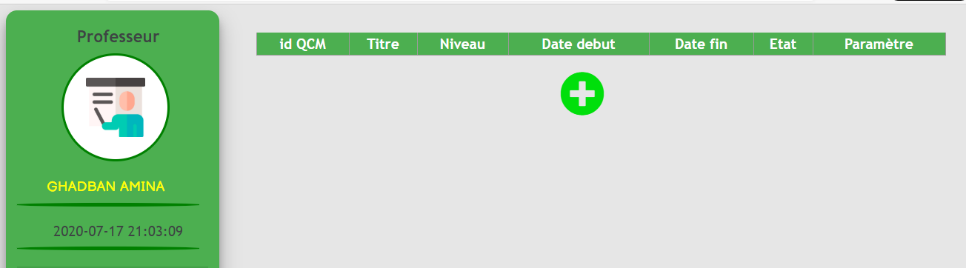 Professeur
GHADBAN AMINA
2020-07-17 21:03:09
id QCM Titre Niveau Date debut Date fin Etat Paramètre